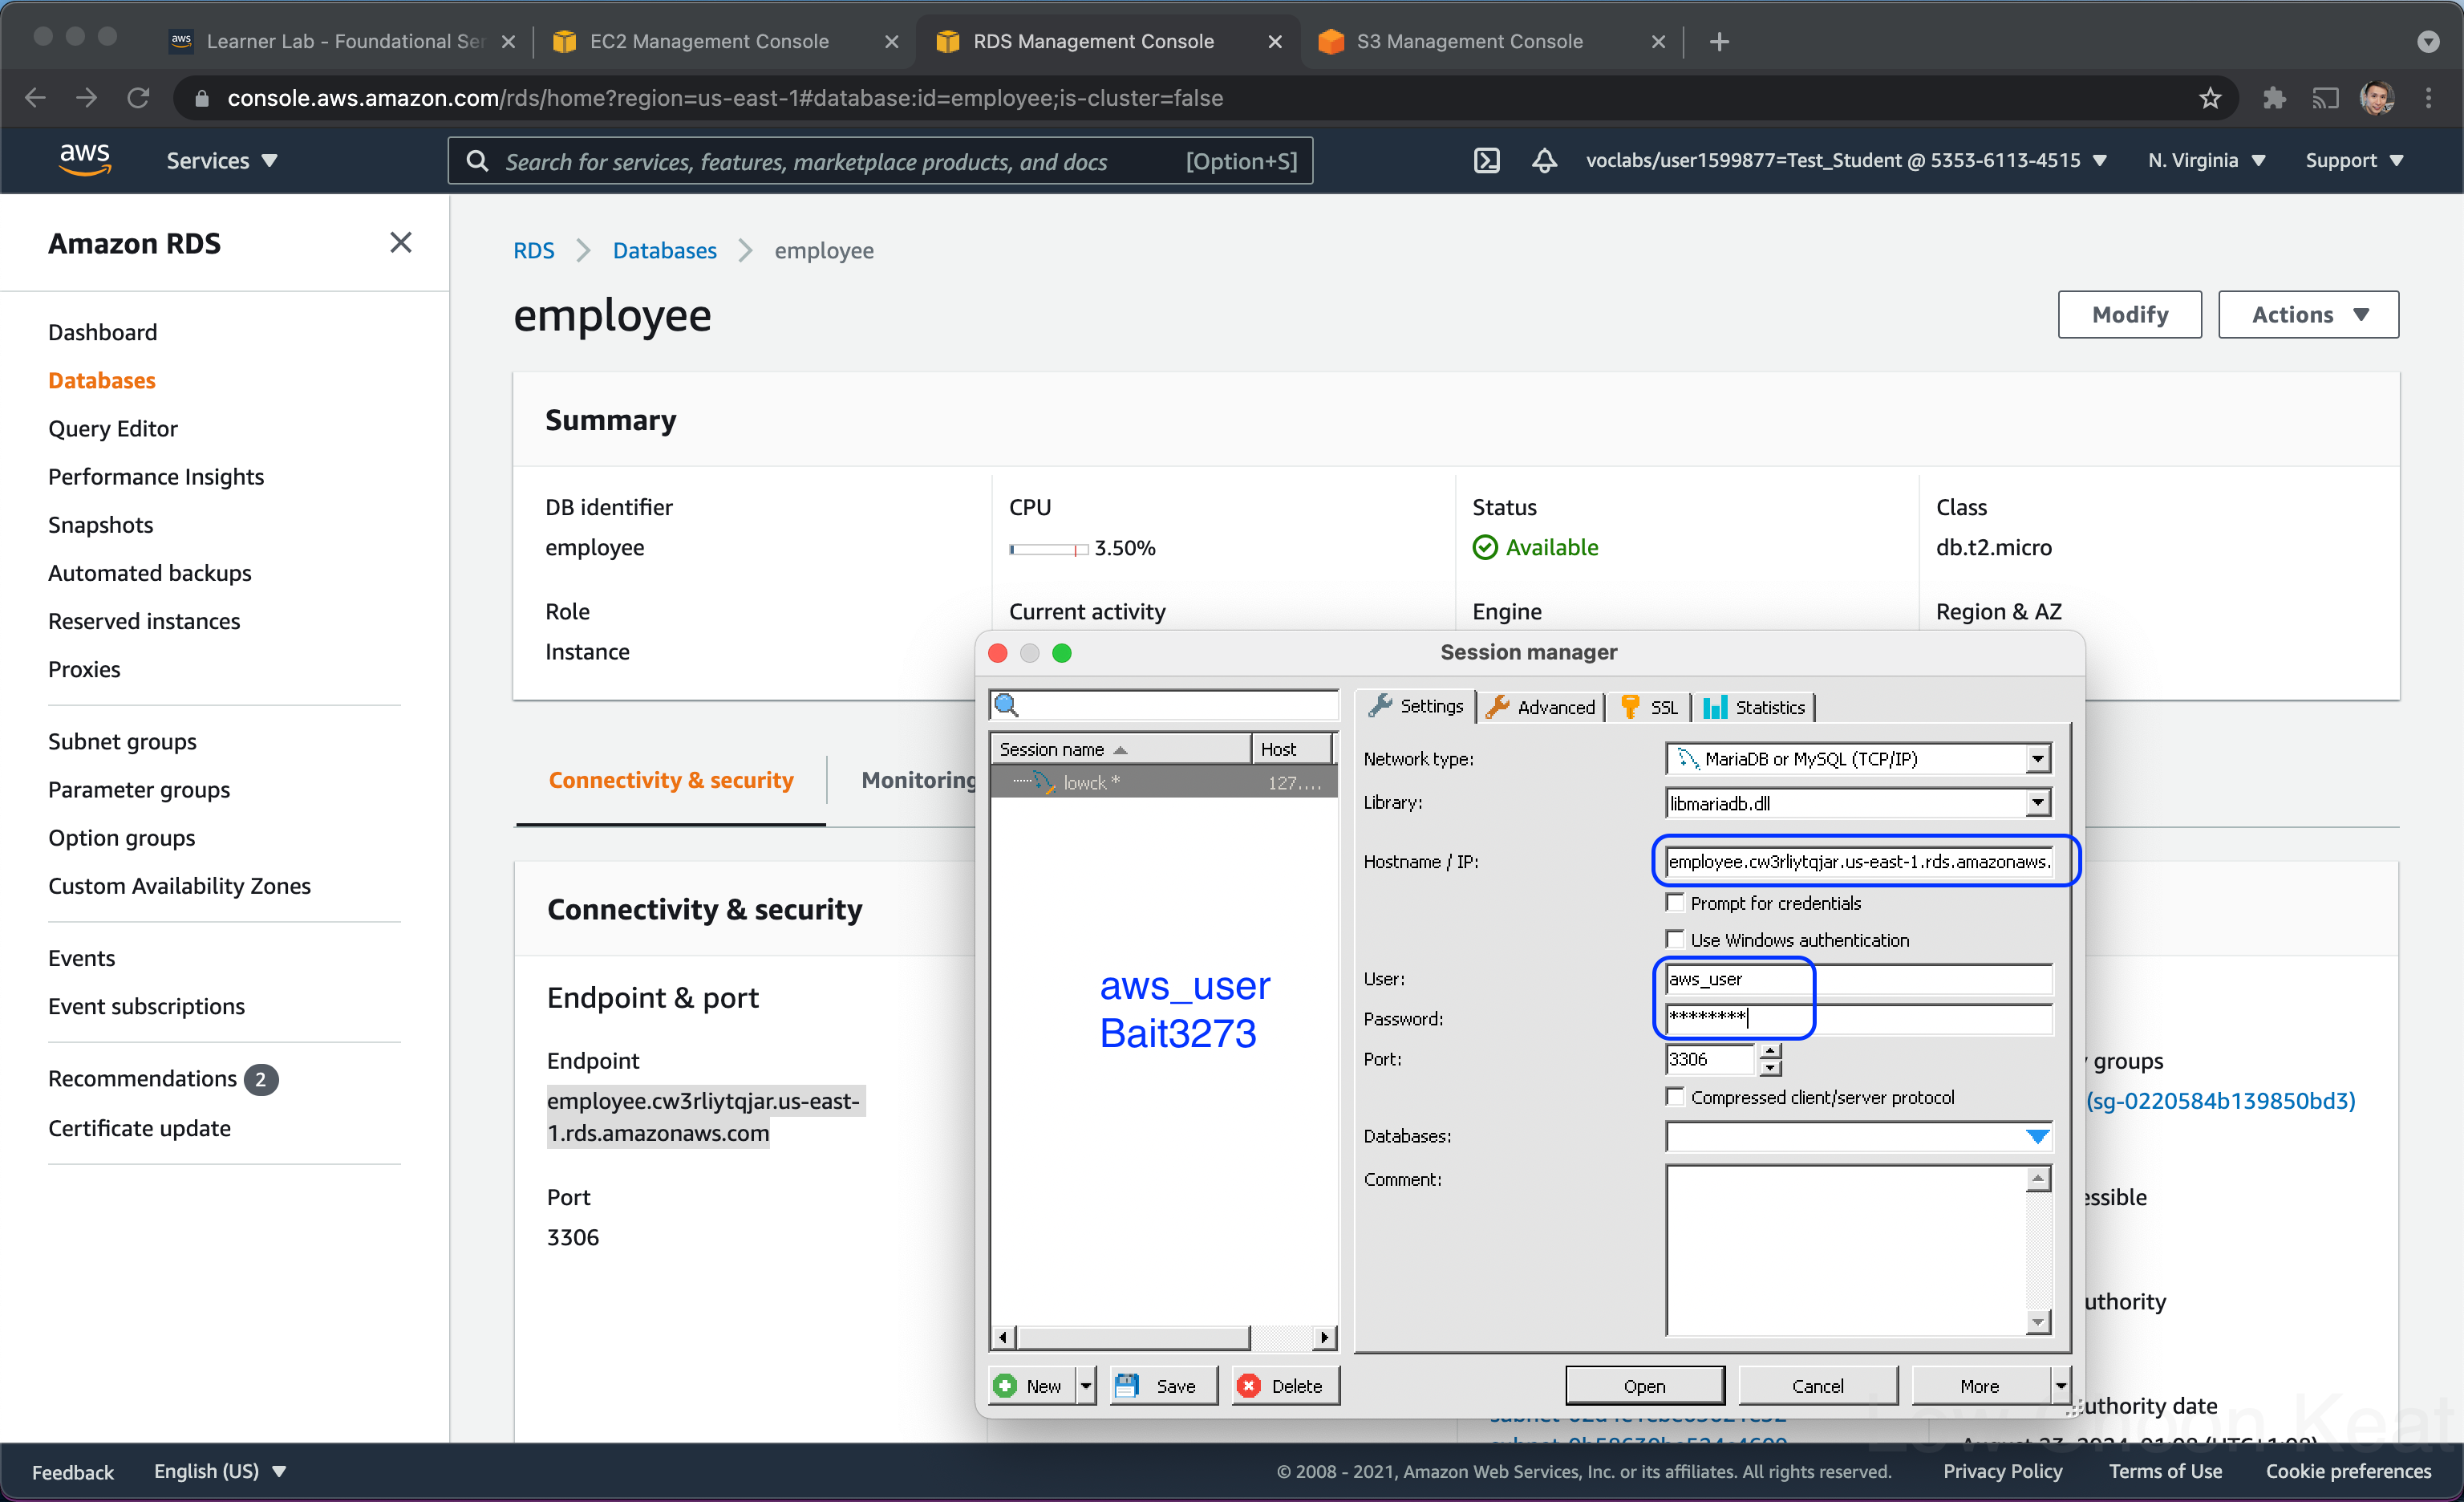 Learner Lab - Foundational Ser
EC2 Management Console
RDS Management Console
S3 Management Console
console.aws.amazon.com/rds/home?region=us-east-1#database:id=employee;is-cluster=false
aws
Services
Search for services, features, marketplace products, and docs
[Option+S]
voclabs/user1599877=Test_Student @ 5353-6113-4515
N. Virginia
Support
Amazon RDS
Dashboard
Databases
Query Editor
Performance Insights
Snapshots
Automated backups
Reserved instances
Proxies
Subnet groups
Parameter groups
Option groups
Custom Availability Zones
Events
Event subscriptions
Recommendations 2
Certificate update
RDS > Databases > employee
employee
Modify
Actions
Summary
DB identifier
employee
CPU
3.50%
Status
Available
Class
db.t2.micro
Role
Instance
Current activity
Engine
Region & AZ
Connectivity & security
Monitoring
Connectivity & security
Endpoint & port
Endpoint
employee.cw3rliytqjar.us-east-
1.rds.amazonaws.com
Port
3306
Session manager
Session name
Host
lowck *
127....
aws_user
Bait3273
New
Save
Delete
Settings
Advanced
SSL
Statistics
Network type:
MariaDB or MySQL (TCP/IP)
Library:
libmariadb.dll
Hostname / IP:
employee.cw3rliytqjar.us-east-1.rds.amazonaws.
Prompt for credentials
Use Windows authentication
User:
aws_user
Password:
********
Port:
3306
Compressed client/server protocol
Databases:
Comment:
Open
Cancel
More
groups
(sg-0220584b139850bd3)
essible
uthority
uthority date
Feedback
English (US)
© 2008 - 2021, Amazon Web Services, Inc. or its affiliates. All rights reserved.
Privacy Policy
Terms of Use
Cookie preferences